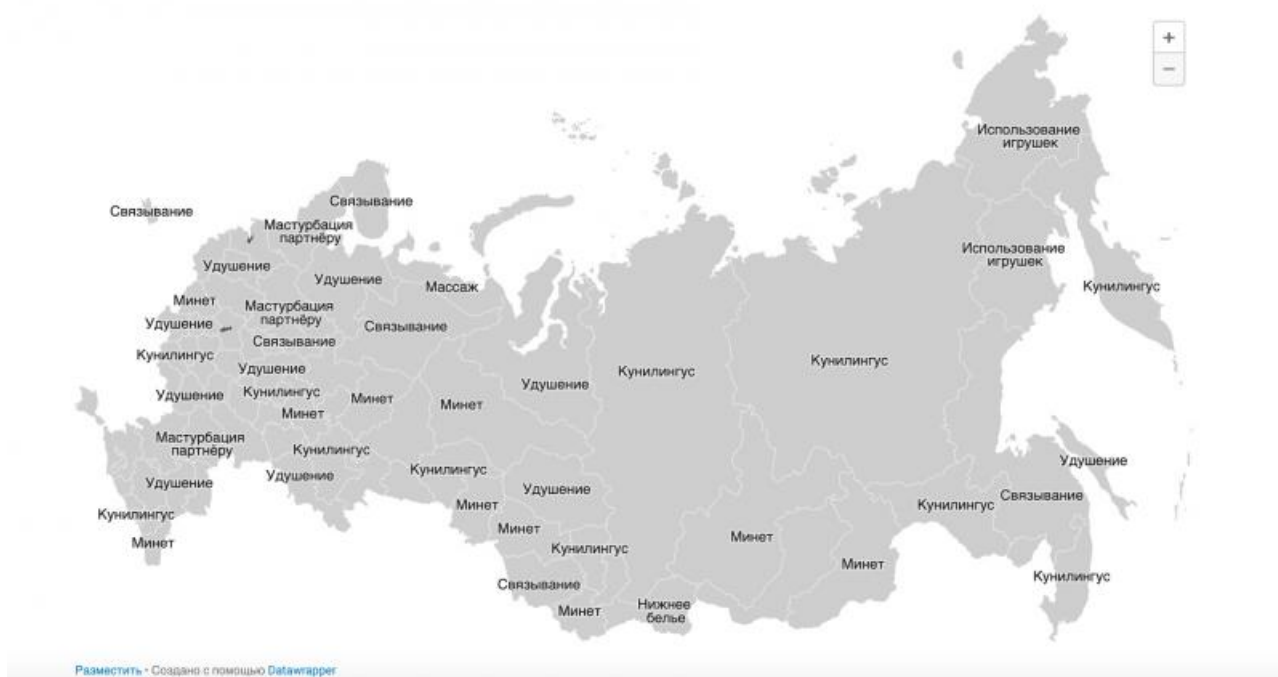 +
−
Использование
игрушек
Связывание
Связывание
Мастурбация
партнёру
Удушение
Удушение
Использование
игрушек
Массаж
Кунилингус
Минет
Мастурбация
партнёру
Удушение
Связывание
Связывание
Кунилингус
Удушение
Кунилингус
Кунилингус
Удушение
Удушение
Кунилингус
Минет
Минет
Минет
Мастурбация
партнёру
Кунилингус
Удушение
Кунилингус
Удушение
Удушение
Удушение
Связывание
Минет
Кунилингус
Кунилингус
Минет
Минет
Минет
Кунилингус
Минет
Кунилингус
Связывание
Минет
Нижнее
белье
Разместить · Создано с помощью Datawrapper